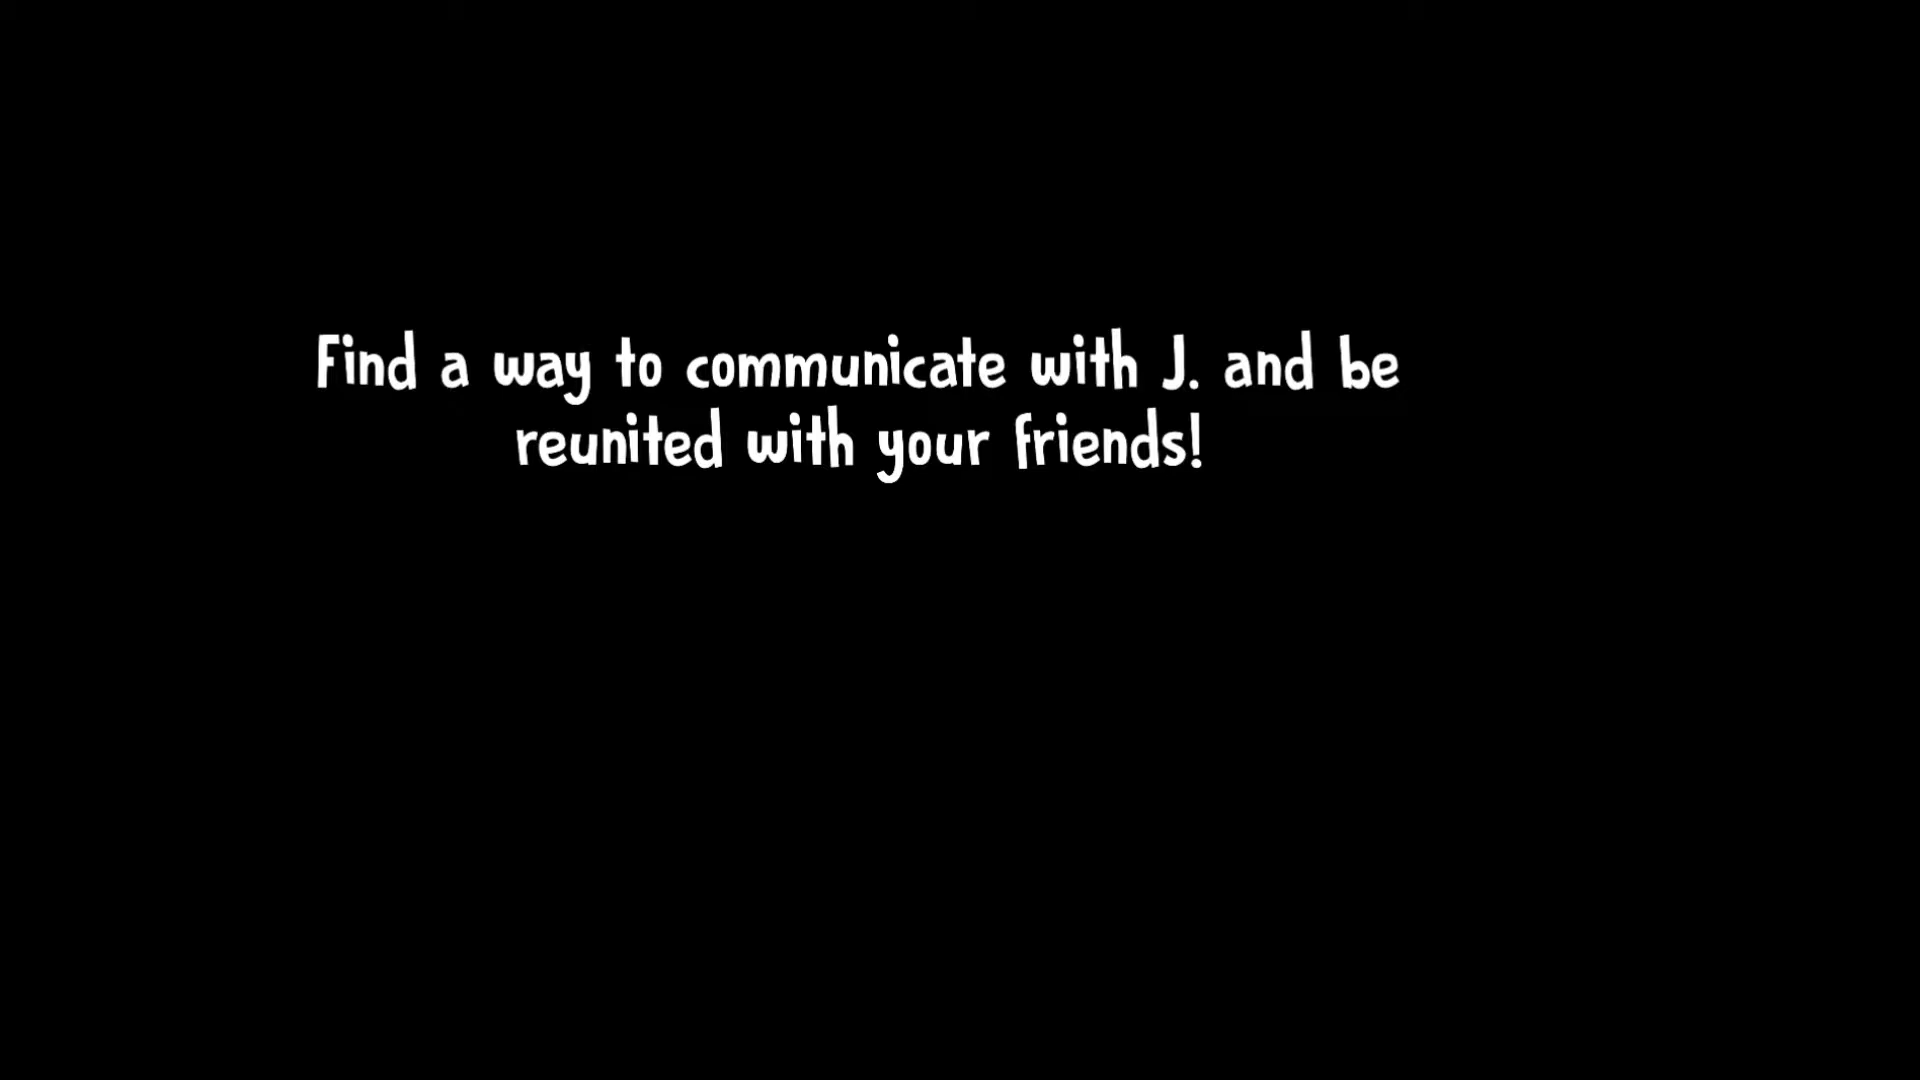 Find a way to communicate with J. and be
reunited with your friends!